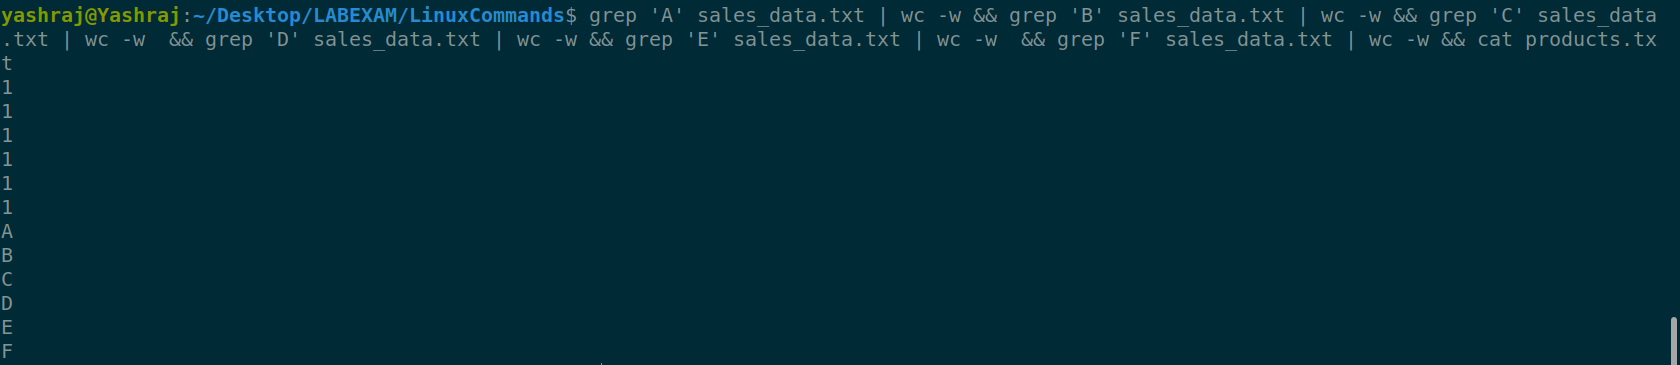 yashraj@Yashraj:~/Desktop/LABEXAM/LinuxCommands$ grep 'A' sales_data.txt | wc -w && grep 'B' sales_data.txt | wc -w && grep 'C' sales_data
.txt | wc -w  && grep 'D' sales_data.txt | wc -w && grep 'E' sales_data.txt | wc -w  && grep 'F' sales_data.txt | wc -w && cat products.tx
t
1
1
1
1
1
1
A
B
C
D
E
F